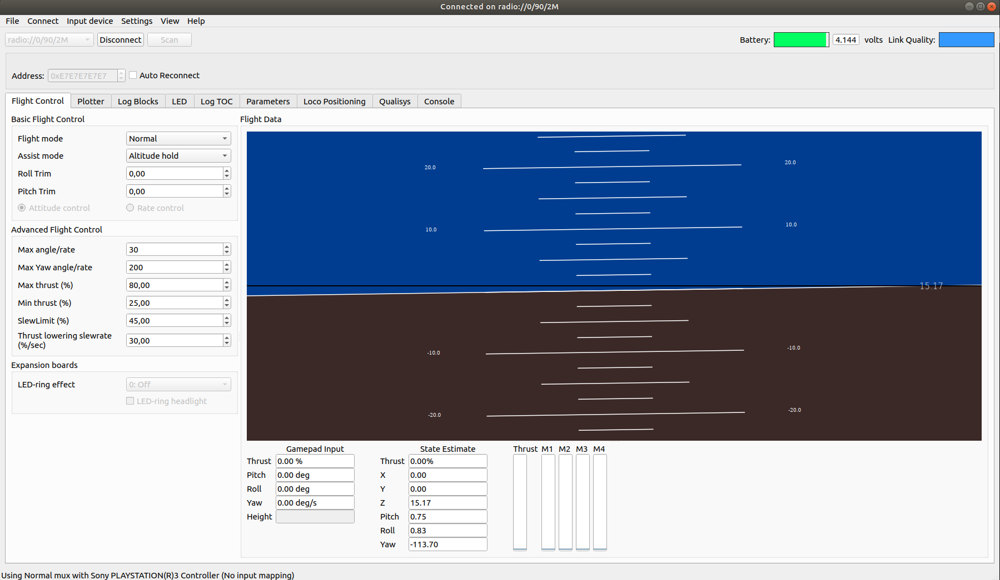 Connected on radio://0/90/2M
File Connect Input device Settings View Help
radio://0/90/2M Disconnect Scan Battery: 4.144 volts Link Quality:
Address: 0xE7E7E7E7E7 Auto Reconnect
Flight Control Plotter Log Blocks LED Log TOC Parameters Loco Positioning Qualisys Console
Basic Flight Control
Flight mode Normal
Assist mode Altitude hold
Roll Trim 0,00
Pitch Trim 0,00
Attitude control Rate control
Advanced Flight Control
Max angle/rate 30
Max Yaw angle/rate 200
Max thrust (%) 80,00
Min thrust (%) 25,00
SlewLimit (%) 45,00
Thrust lowering slewrate
(%/sec) 30,00
Expansion boards
LED-ring effect 0: Off
LED-ring headlight
Flight Data
20.0 20.0
10.0 10.0
15.17
-10.0 -10.0
-20.0 -20.0
Gamepad Input
Thrust 0.00 %
Pitch 0.00 deg
Roll 0.00 deg
Yaw 0.00 deg/s
Height
State Estimate
Thrust 0.00%
X 0.00
Y 0.00
Z 15.17
Pitch 0.75
Roll 0.83
Yaw -113.70
Thrust M1 M2 M3 M4
Using Normal mux with Sony PLAYSTATION(R)3 Controller (No input mapping)